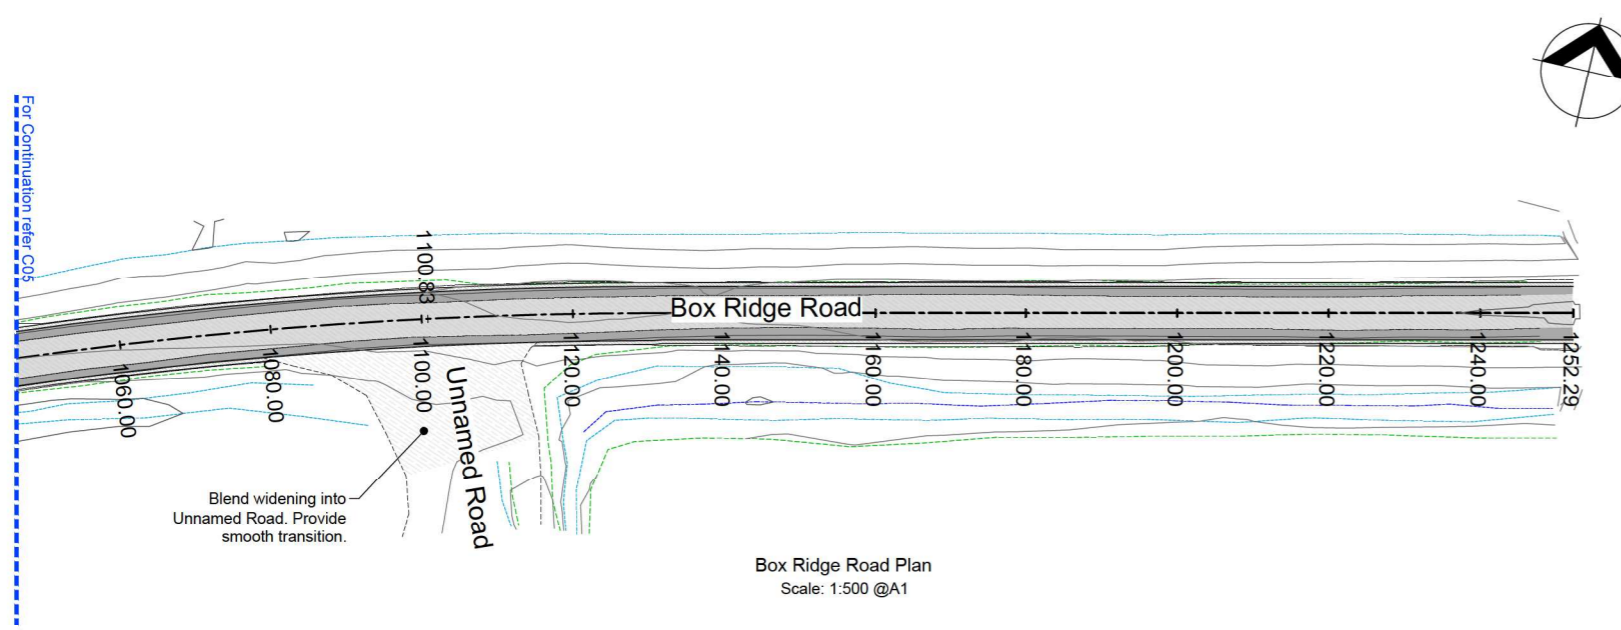 For Continuation refer C05
1100.83
Box Ridge Road
1060.00
1080.00
1100.00
Unnamed Road
1120.00
1140.00
1160.00
1180.00
1200.00
1220.00
1240.00
1252.29
Blend widening into
Unnamed Road. Provide
smooth transition.
Box Ridge Road Plan
Scale: 1:500 @A1